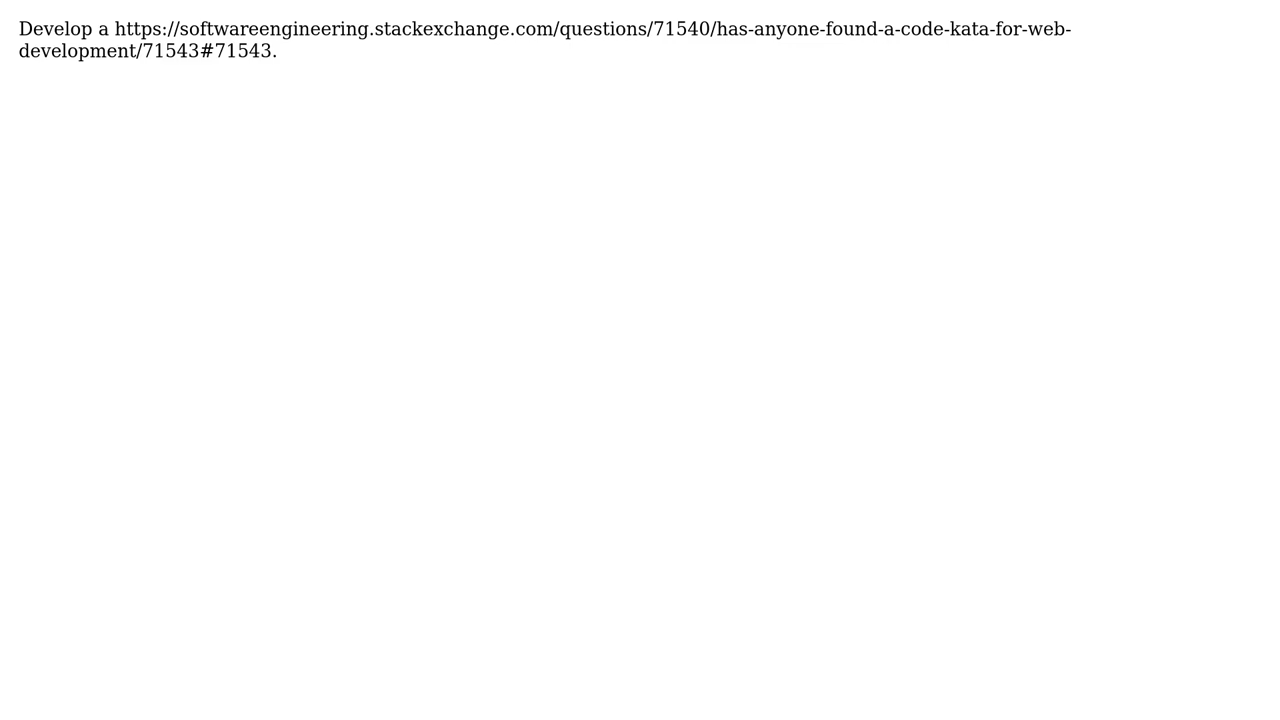 Develop a https://softwareengineering.stackexchange.com/questions/71540/has-anyone-found-a-code-kata-for-web-
development/71543#71543.